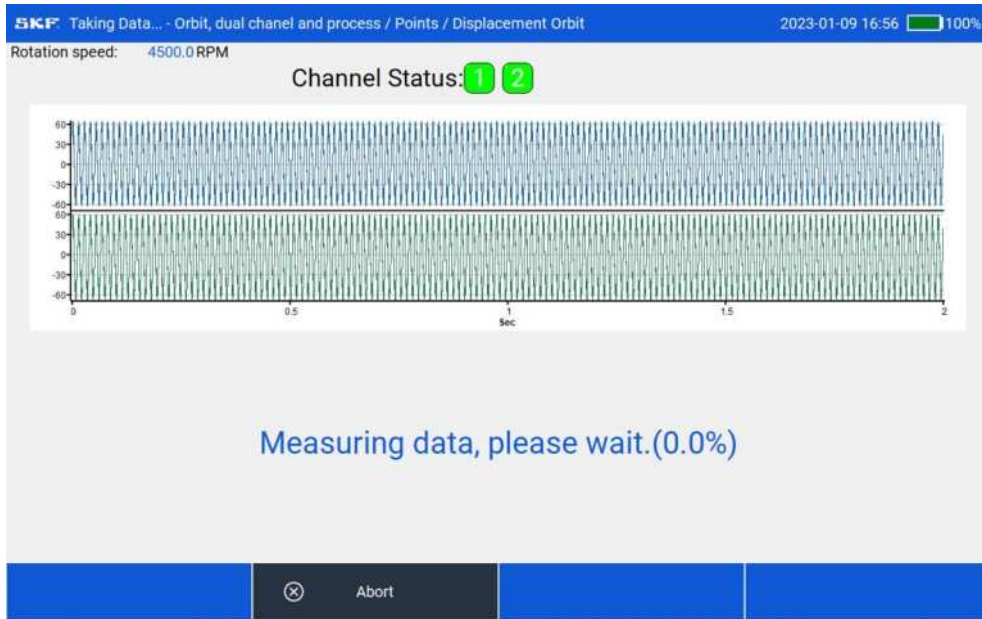 SKF. Taking Data... - Orbit, dual chanel and process / Points / Displacement Orbit 2023-01-09 16:56 100%
Rotation speed: 4500.0 RPM
Channel Status: 1 2
60
30
0
-30
-60
60
30
0
-30
-60
0 0.5 1 1.5 2
Sec
Measuring data, please wait.(0.0%)
Abort